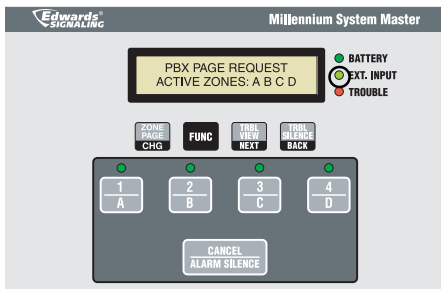 Edwards®
SIGNALING
Millennium System Master
PBX PAGE REQUEST
ACTIVE ZONES: A B C D
BATTERY
EXT. INPUT
TROUBLE
ZONE PAGE CHG
FUNC
TRBL VIEW NEXT
TRBL SILENCE BACK
1 A
2 B
3 C
4 D
CANCEL
ALARM SILENCE